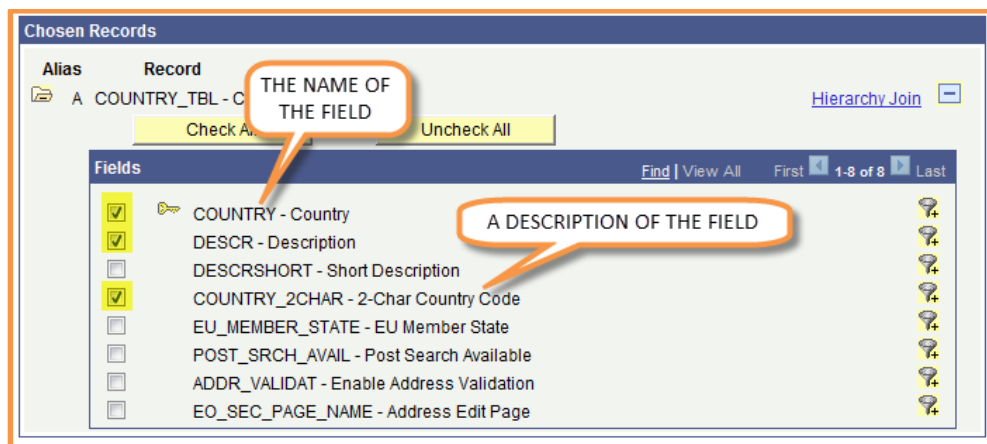 Chosen Records
Alias Record
A COUNTRY_TBL - C
THE NAME OF
THE FIELD
Hierarchy Join
Check A
Uncheck All
Fields
Find | View All First 1-8 of 8 Last
COUNTRY - Country
A DESCRIPTION OF THE FIELD
DESCR - Description
DESCRSHORT - Short Description
COUNTRY_2CHAR - 2-Char Country Code
EU_MEMBER_STATE - EU Member State
POST_SRCH_AVAIL - Post Search Available
ADDR_VALIDAT - Enable Address Validation
EO_SEC_PAGE_NAME - Address Edit Page